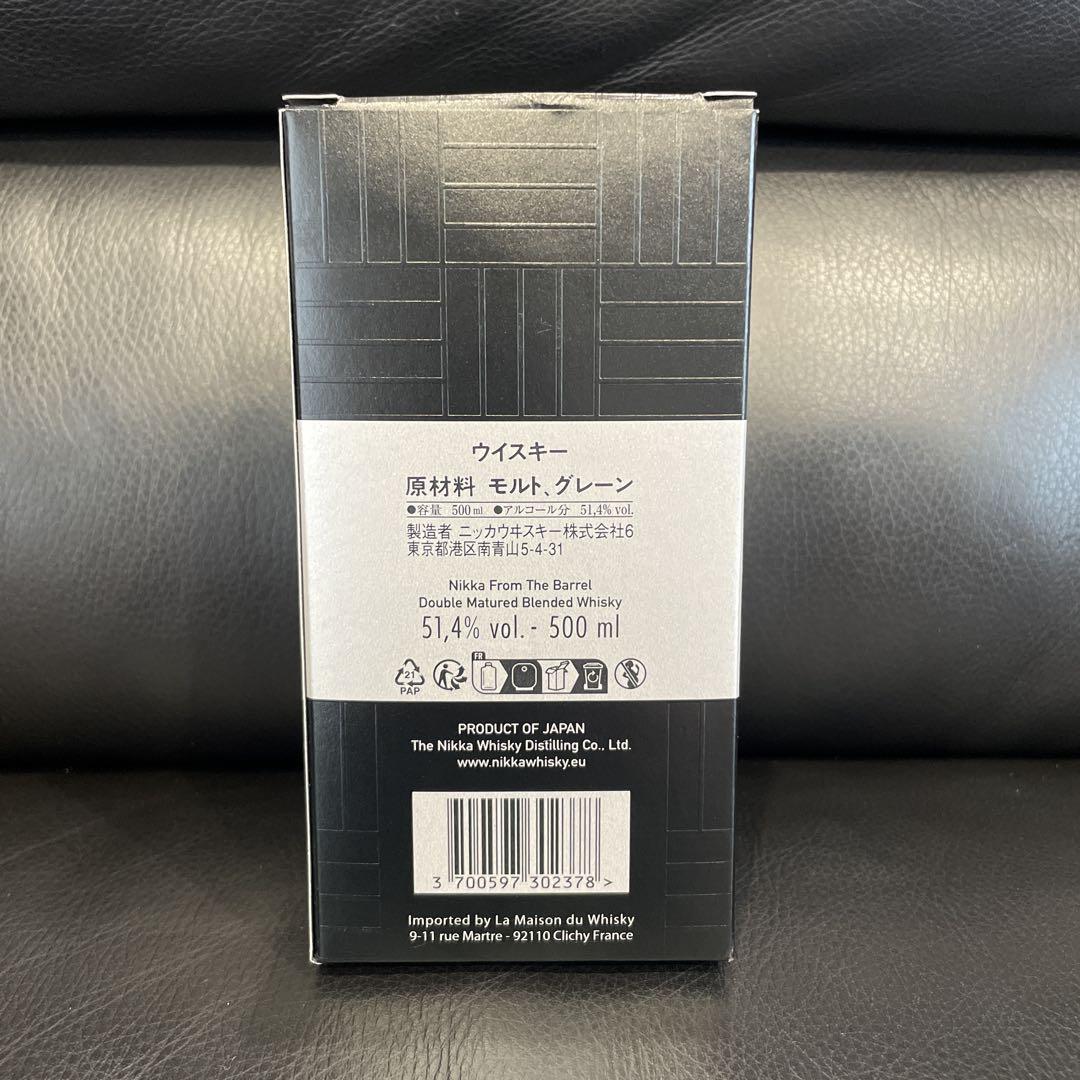 ウイスキー
原材料 モルト、グレーン
●容量 500ml ●アルコール分 51,4% vol.
製造者 ニッカウヰスキー株式会社6
東京都港区南青山5-4-31
Nikka From The Barrel
Double Matured Blended Whisky
51,4% vol. - 500 ml
FR
21
PAP
PRODUCT OF JAPAN
The Nikka Whisky Distilling Co., Ltd.
www.nikkawhisky.eu
3 700597 302378 >
Imported by La Maison du Whisky
9-11 rue Martre - 92110 Clichy France